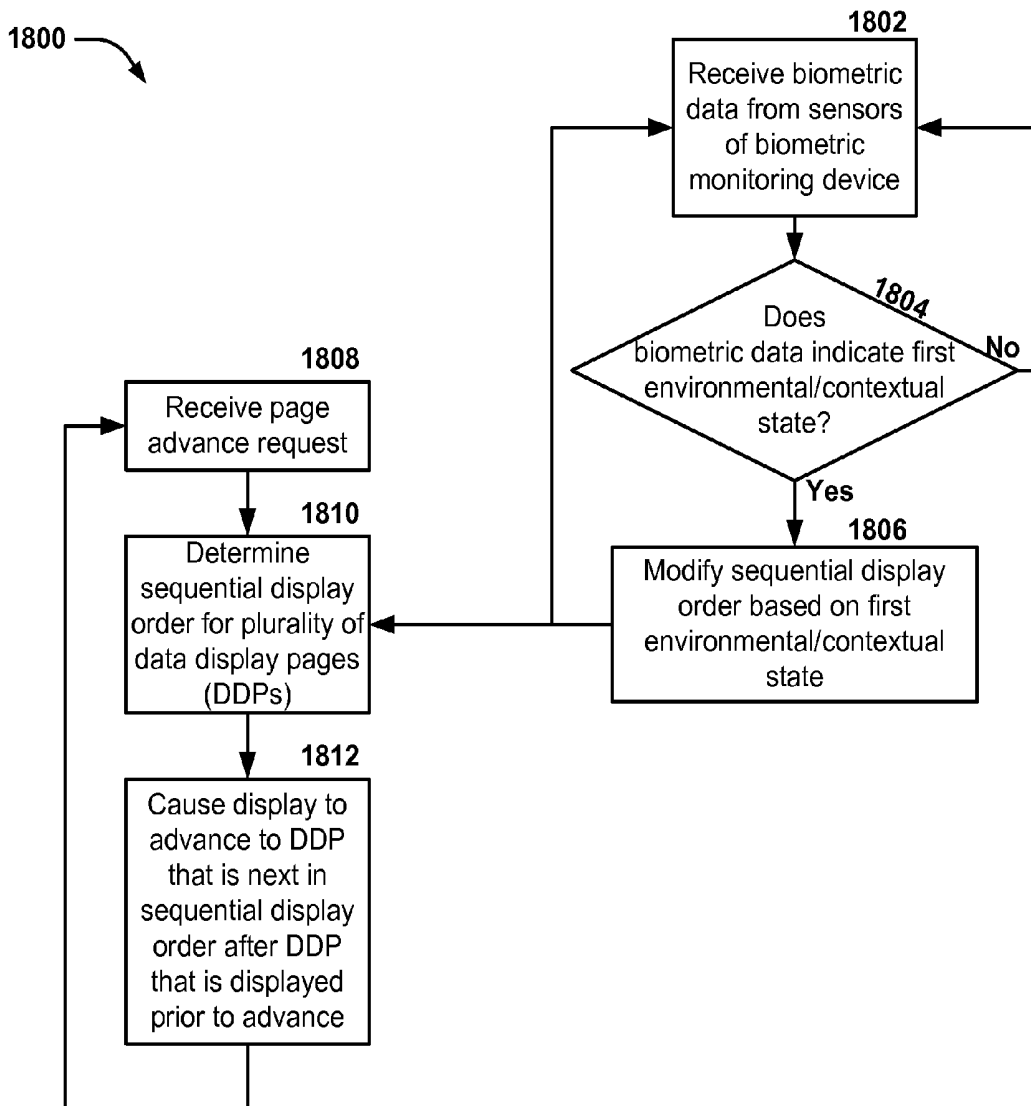 1800
1802
Receive biometric
data from sensors
of biometric
monitoring device
1804
Does
biometric data indicate first
environmental/contextual
state?
No
Yes
1806
Modify sequential display
order based on first
environmental/contextual
state
1808
Receive page
advance request
1810
Determine
sequential display
order for plurality of
data display pages
(DDPs)
1812
Cause display to
advance to DDP
that is next in
sequential display
order after DDP
that is displayed
prior to advance